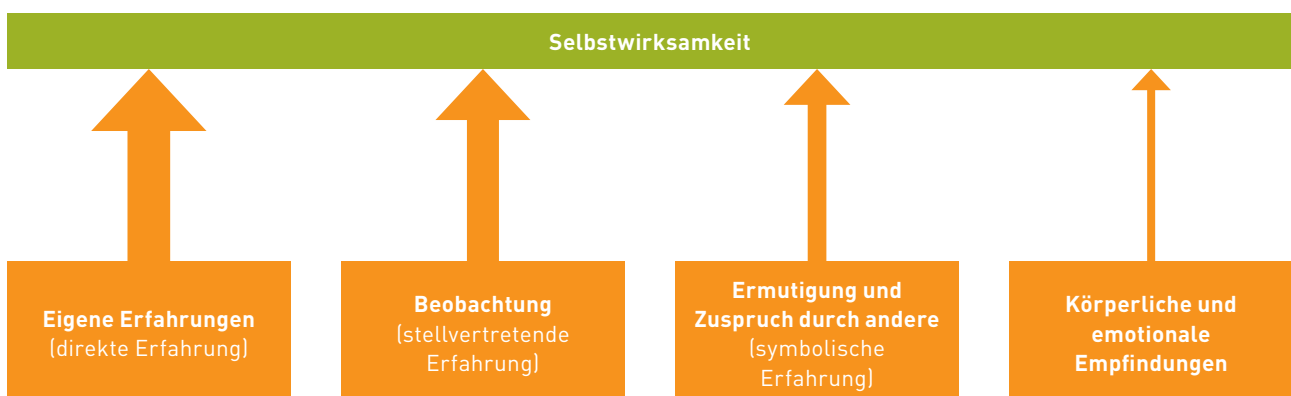 Selbstwirksamkeit
Eigene Erfahrungen
(direkte Erfahrung)
Beobachtung
(stellvertretende
Erfahrung)
Ermutigung und
Zuspruch durch andere
(symbolische
Erfahrung)
Körperliche und
emotionale
Empfindungen